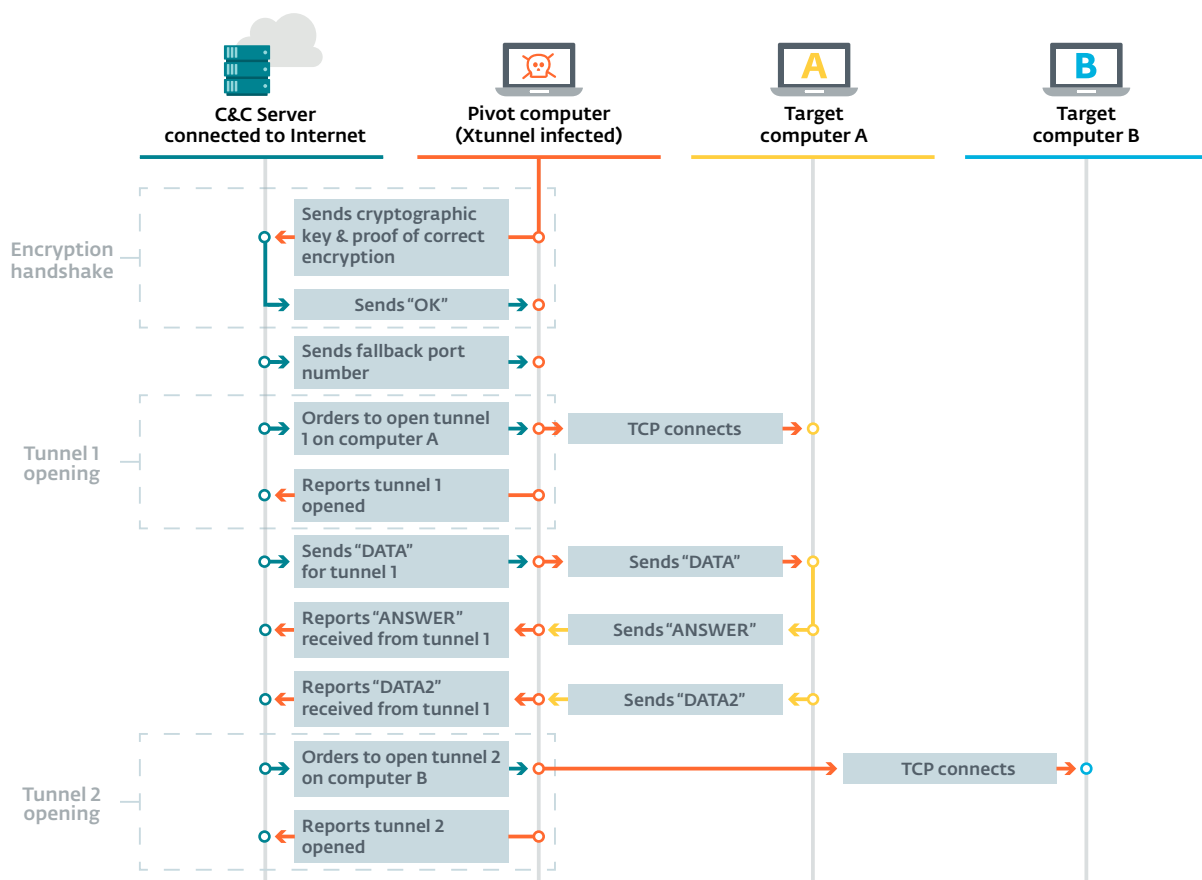 A
B
C&C Server
connected to Internet
Pivot computer
(Xtunnel infected)
Target
computer A
Target
computer B
Encryption
handshake
Sends cryptographic
key & proof of correct
encryption
Sends “OK”
Sends fallback port
number
Tunnel 1
opening
Orders to open tunnel
1 on computer A
TCP connects
Reports tunnel 1
opened
Sends “DATA”
for tunnel 1
Sends “DATA”
Reports “ANSWER”
received from tunnel 1
Sends “ANSWER”
Reports “DATA2”
received from tunnel 1
Sends “DATA2”
Tunnel 2
opening
Orders to open tunnel 2
on computer B
TCP connects
Reports tunnel 2
opened